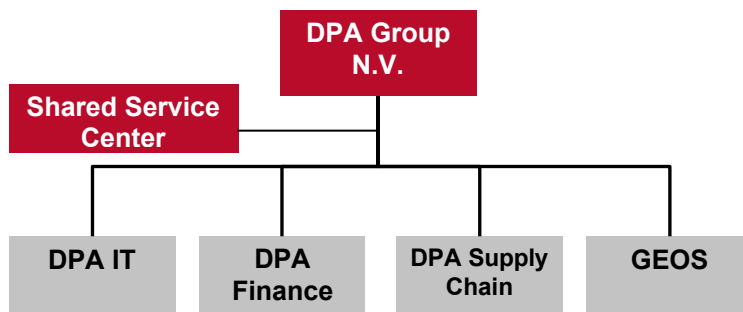 DPA Group
N.V.
Shared Service
Center
DPA IT
DPA
Finance
DPA Supply
Chain
GEOS